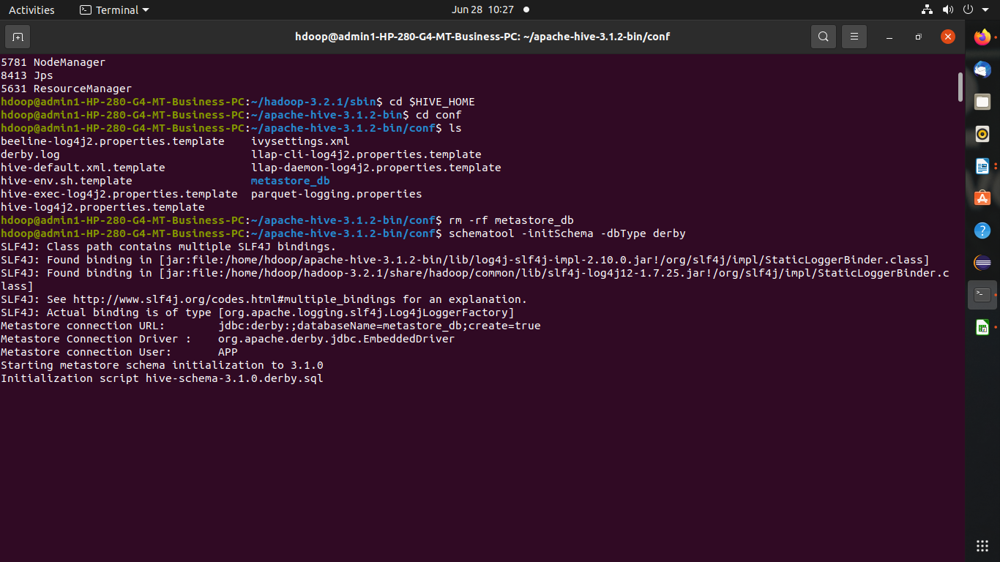 Activities
Terminal
Jun 28 10:27
hdoop@admin1-HP-280-G4-MT-Business-PC: ~/apache-hive-3.1.2-bin/conf
5781 NodeManager
8413 Jps
5631 ResourceManager
hdoop@admin1-HP-280-G4-MT-Business-PC:~/hadoop-3.2.1/sbin$ cd $HIVE_HOME
hdoop@admin1-HP-280-G4-MT-Business-PC:~/apache-hive-3.1.2-bin$ cd conf
hdoop@admin1-HP-280-G4-MT-Business-PC:~/apache-hive-3.1.2-bin/conf$ ls
beeline-log4j2.properties.template    ivysettings.xml
derby.log                             llap-cli-log4j2.properties.template
hive-default.xml.template             llap-daemon-log4j2.properties.template
hive-env.sh.template                  metastore_db
hive-exec-log4j2.properties.template  parquet-logging.properties
hive-log4j2.properties.template
hdoop@admin1-HP-280-G4-MT-Business-PC:~/apache-hive-3.1.2-bin/conf$ rm -rf metastore_db
hdoop@admin1-HP-280-G4-MT-Business-PC:~/apache-hive-3.1.2-bin/conf$ schematool -initSchema -dbType derby
SLF4J: Class path contains multiple SLF4J bindings.
SLF4J: Found binding in [jar:file:/home/hdoop/apache-hive-3.1.2-bin/lib/log4j-slf4j-impl-2.10.0.jar!/org/slf4j/impl/StaticLoggerBinder.class]
SLF4J: Found binding in [jar:file:/home/hdoop/hadoop-3.2.1/share/hadoop/common/lib/slf4j-log4j12-1.7.25.jar!/org/slf4j/impl/StaticLoggerBinder.c
lass]
SLF4J: See http://www.slf4j.org/codes.html#multiple_bindings for an explanation.
SLF4J: Actual binding is of type [org.apache.logging.slf4j.Log4jLoggerFactory]
Metastore connection URL:        jdbc:derby:;databaseName=metastore_db;create=true
Metastore Connection Driver :    org.apache.derby.jdbc.EmbeddedDriver
Metastore connection User:       APP
Starting metastore schema initialization to 3.1.0
Initialization script hive-schema-3.1.0.derby.sql